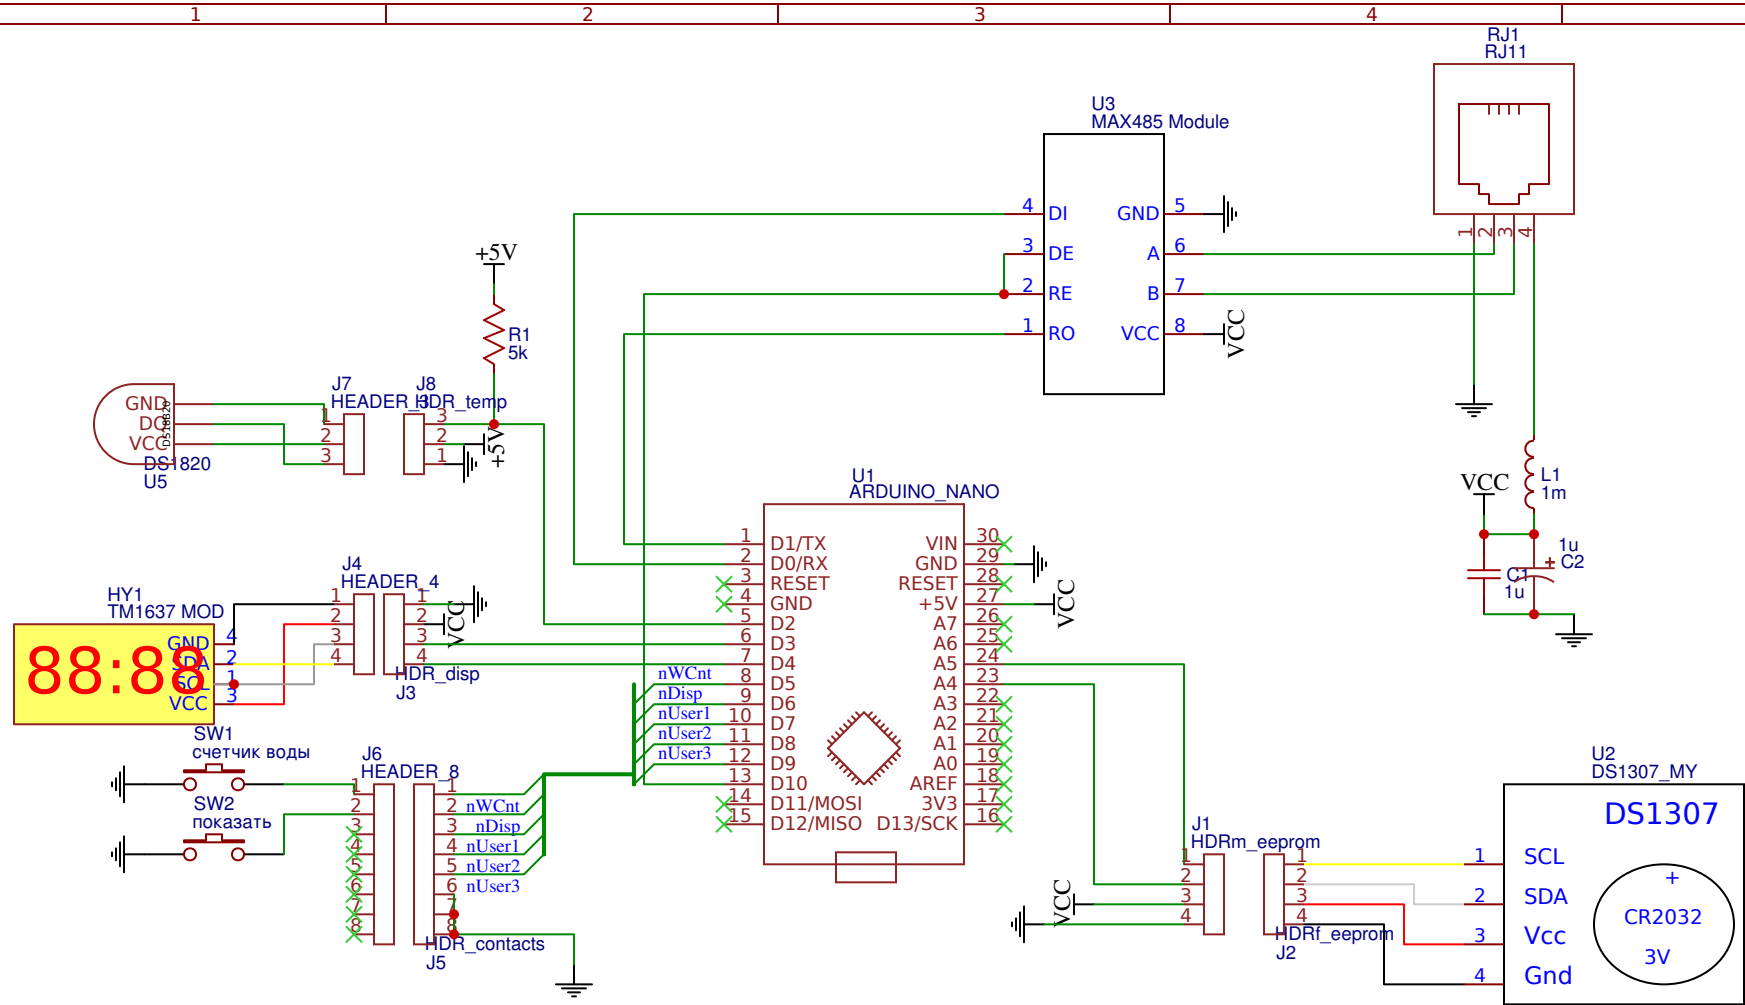 1 2 3 4
RJ1
RJ11
1 2 3 4
U3
MAX485 Module
4 DI GND 5
3 DE A 6
2 RE B 7
1 RO VCC 8
VCC
+5V
R1
5k
J7
HEADER_3
J8
HDR_temp
GND
DQ
VCC
DS18B20
DS1820
U5
1
2
3
3
2
1
+5V
VCC
L1
1m
1u
C2
C1
1u
U1
ARDUINO_NANO
1 D1/TX VIN 30
2 D0/RX GND 29
3 RESET RESET 28
4 GND +5V 27
5 D2 A7 26
6 D3 A6 25
7 D4 A5 24
8 D5 A4 23
9 D6 A3 22
10 D7 A2 21
11 D8 A1 20
12 D9 A0 19
13 D10 AREF 18
14 D11/MOSI 3V3 17
15 D12/MISO D13/SCK 16
VCC
nWCnt
nDisp
nUser1
nUser2
nUser3
J4
HEADER_4
1 1
2 2
3 3
4 4
VCC
HDR_disp
J3
HY1
TM1637 MOD
88:88
GND 4
SDA 2
SCL 1
VCC 3
SW1
счетчик воды
SW2
показать
J6
HEADER_8
1 1
2 2 nWCnt
3 3 nDisp
4 4 nUser1
5 5 nUser2
6 6 nUser3
7 7
8 8
HDR_contacts
J5
J1
HDRm_eeprom
1 1
2 2
3 3
4 4
VCC
HDRf_eeprom
J2
U2
DS1307_MY
DS1307
1 SCL
2 SDA
3 Vcc
4 Gnd
+
CR2032
3V